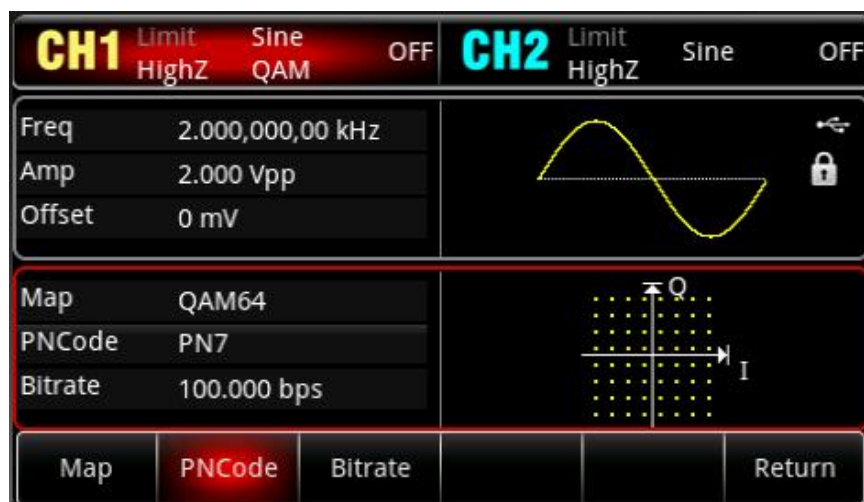 CH1 Limit Sine OFF CH2 Limit Sine OFF
HighZ QAM HighZ
Freq 2.000,000,00 kHz
Amp 2.000 Vpp
Offset 0 mV
Map QAM64
PNCode PN7
Bitrate 100.000 bps
Q
I
Map PNCode Bitrate Return